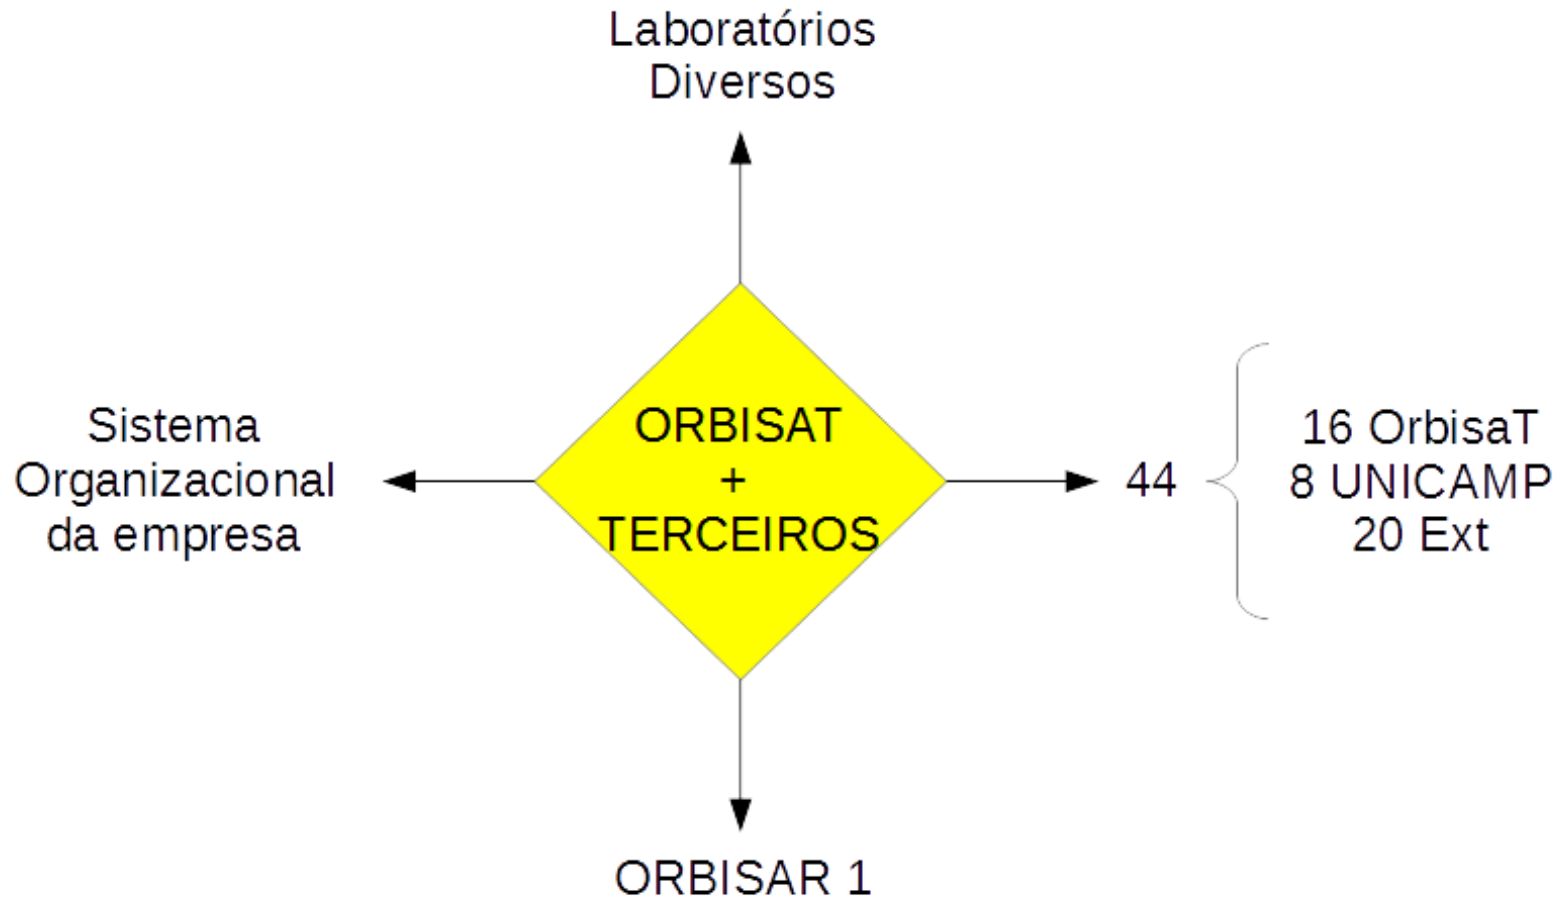 Laboratórios
Diversos
Sistema
Organizacional
da empresa
ORBISAT
+
TERCEIROS
44
16 OrbisaT
8 UNICAMP
20 Ext
ORBISAR 1